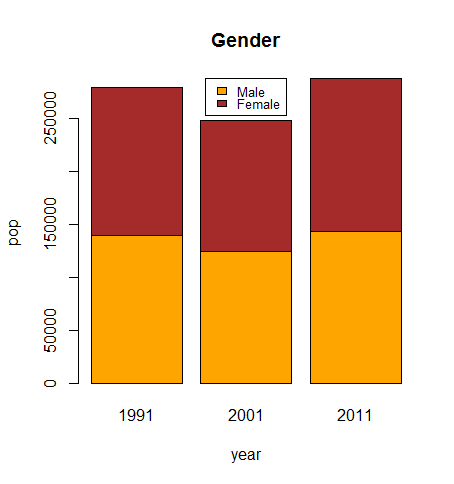 Gender
Male
Female
pop
250000
150000
50000
0
1991 2001 2011
year